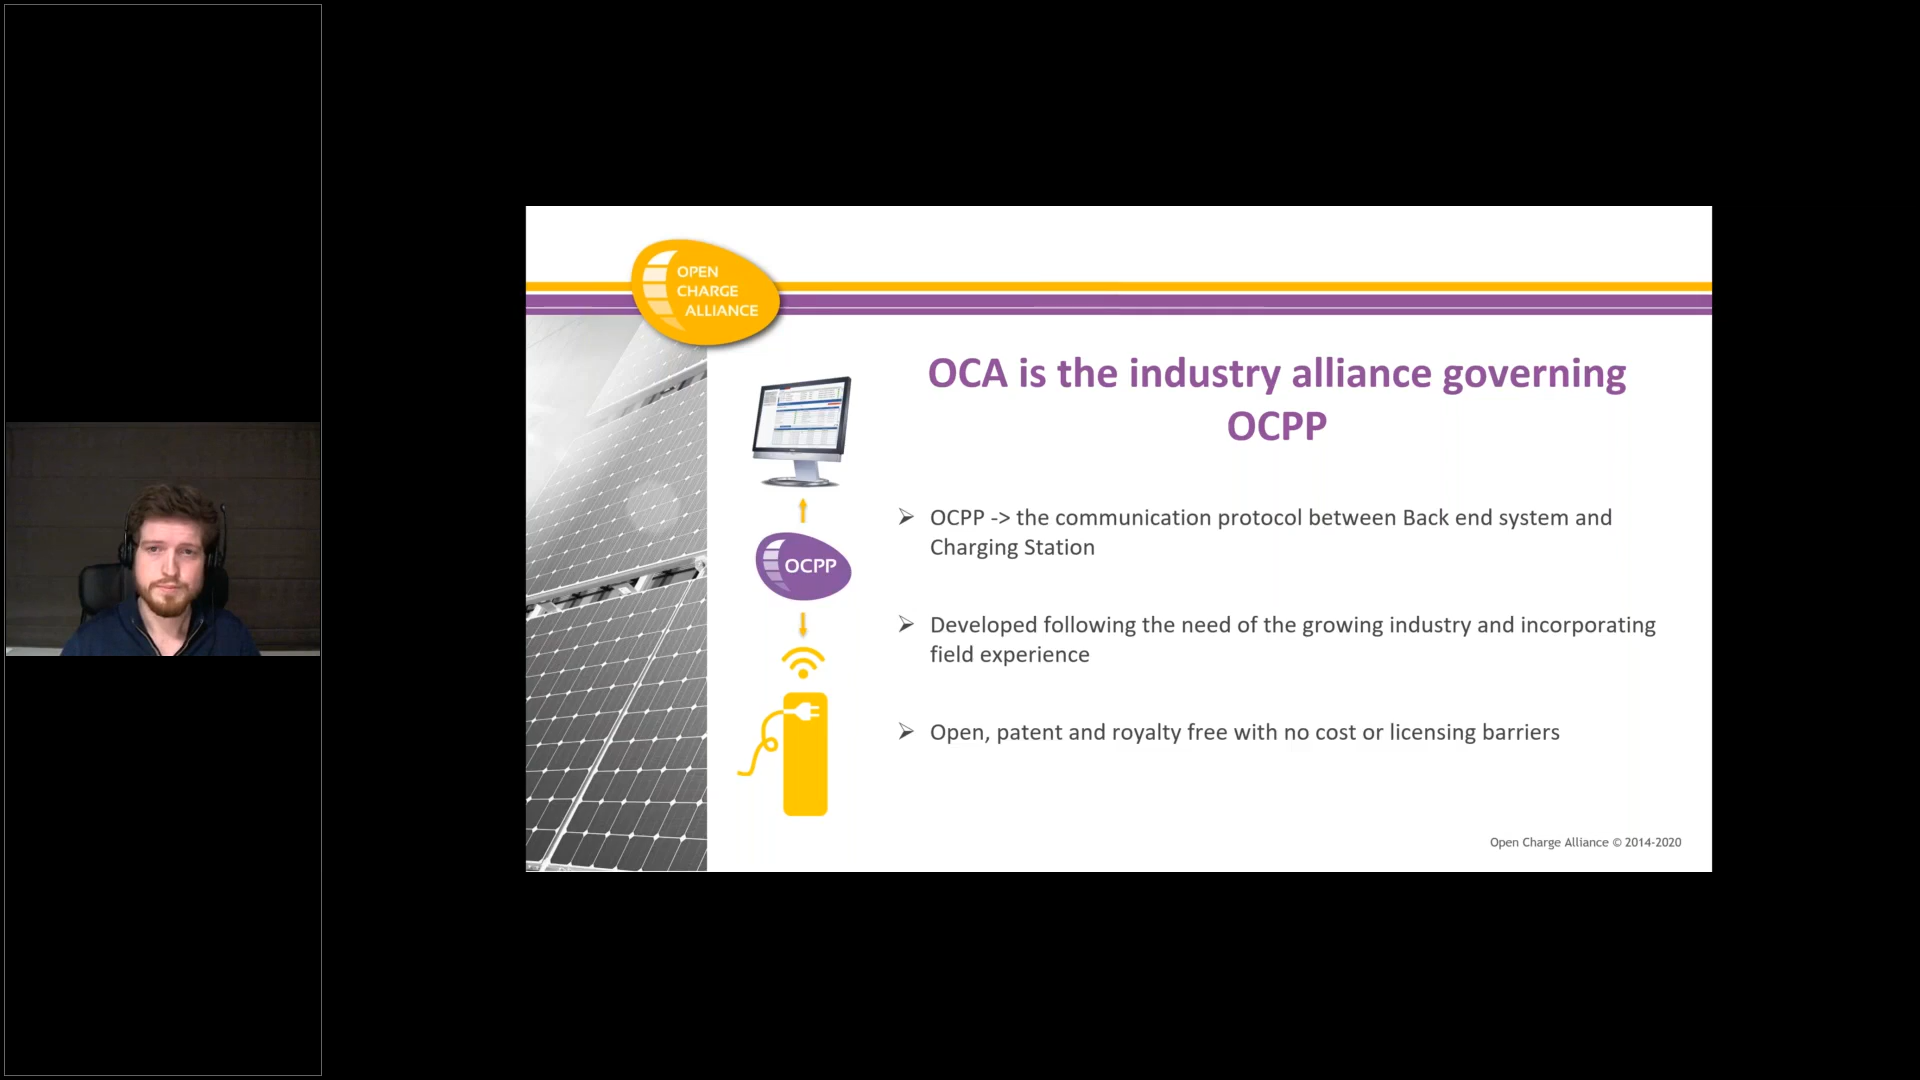 OPEN
CHARGE
ALLIANCE
OCA is the industry alliance governing
OCPP
OCPP
➢ OCPP -> the communication protocol between Back end system and
Charging Station
➢ Developed following the need of the growing industry and incorporating
field experience
➢ Open, patent and royalty free with no cost or licensing barriers
Open Charge Alliance © 2014-2020